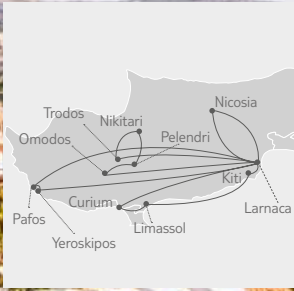 Nicosia
Trodos
Nikitari
Omodos
Pelendri
Kiti
Curium
Larnaca
Pafos
Limassol
Yeroskipos